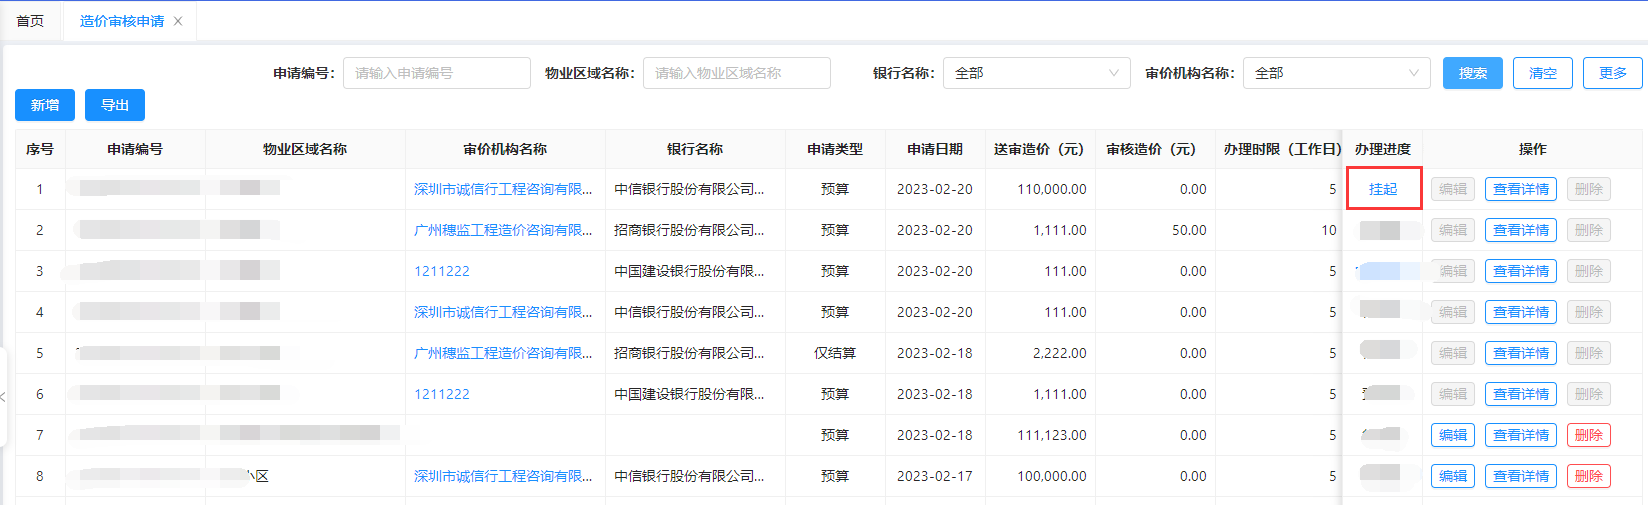 首页 造价审核申请 ×
申请编号： 请输入申请编号 物业区域名称： 请输入物业区域名称 银行名称： 全部 审价机构名称： 全部 搜索 清空 更多
新增 导出
序号 申请编号 物业区域名称 审价机构名称 银行名称 申请类型 申请日期 送审造价（元） 审核造价（元） 办理时限（工作日） 办理进度 操作
1 深圳市诚信行工程咨询有限... 中信银行股份有限公司... 预算 2023-02-20 110,000.00 0.00 5 挂起 编辑 查看详情 删除
2 广州穗监工程造价咨询有限... 招商银行股份有限公司... 预算 2023-02-20 1,111.00 50.00 10 编辑 查看详情 删除
3 1211222 中国建设银行股份有限... 预算 2023-02-20 111.00 0.00 5 编辑 查看详情 删除
4 深圳市诚信行工程咨询有限... 中信银行股份有限公司... 预算 2023-02-20 111.00 0.00 5 编辑 查看详情 删除
5 广州穗监工程造价咨询有限... 招商银行股份有限公司... 仅结算 2023-02-18 2,222.00 0.00 5 编辑 查看详情 删除
6 1211222 中国建设银行股份有限... 预算 2023-02-18 1,111.00 0.00 5 编辑 查看详情 删除
7 预算 2023-02-18 111,123.00 0.00 5 编辑 查看详情 删除
8 小区 深圳市诚信行工程咨询有限... 中信银行股份有限公司... 预算 2023-02-17 100,000.00 0.00 5 编辑 查看详情 删除